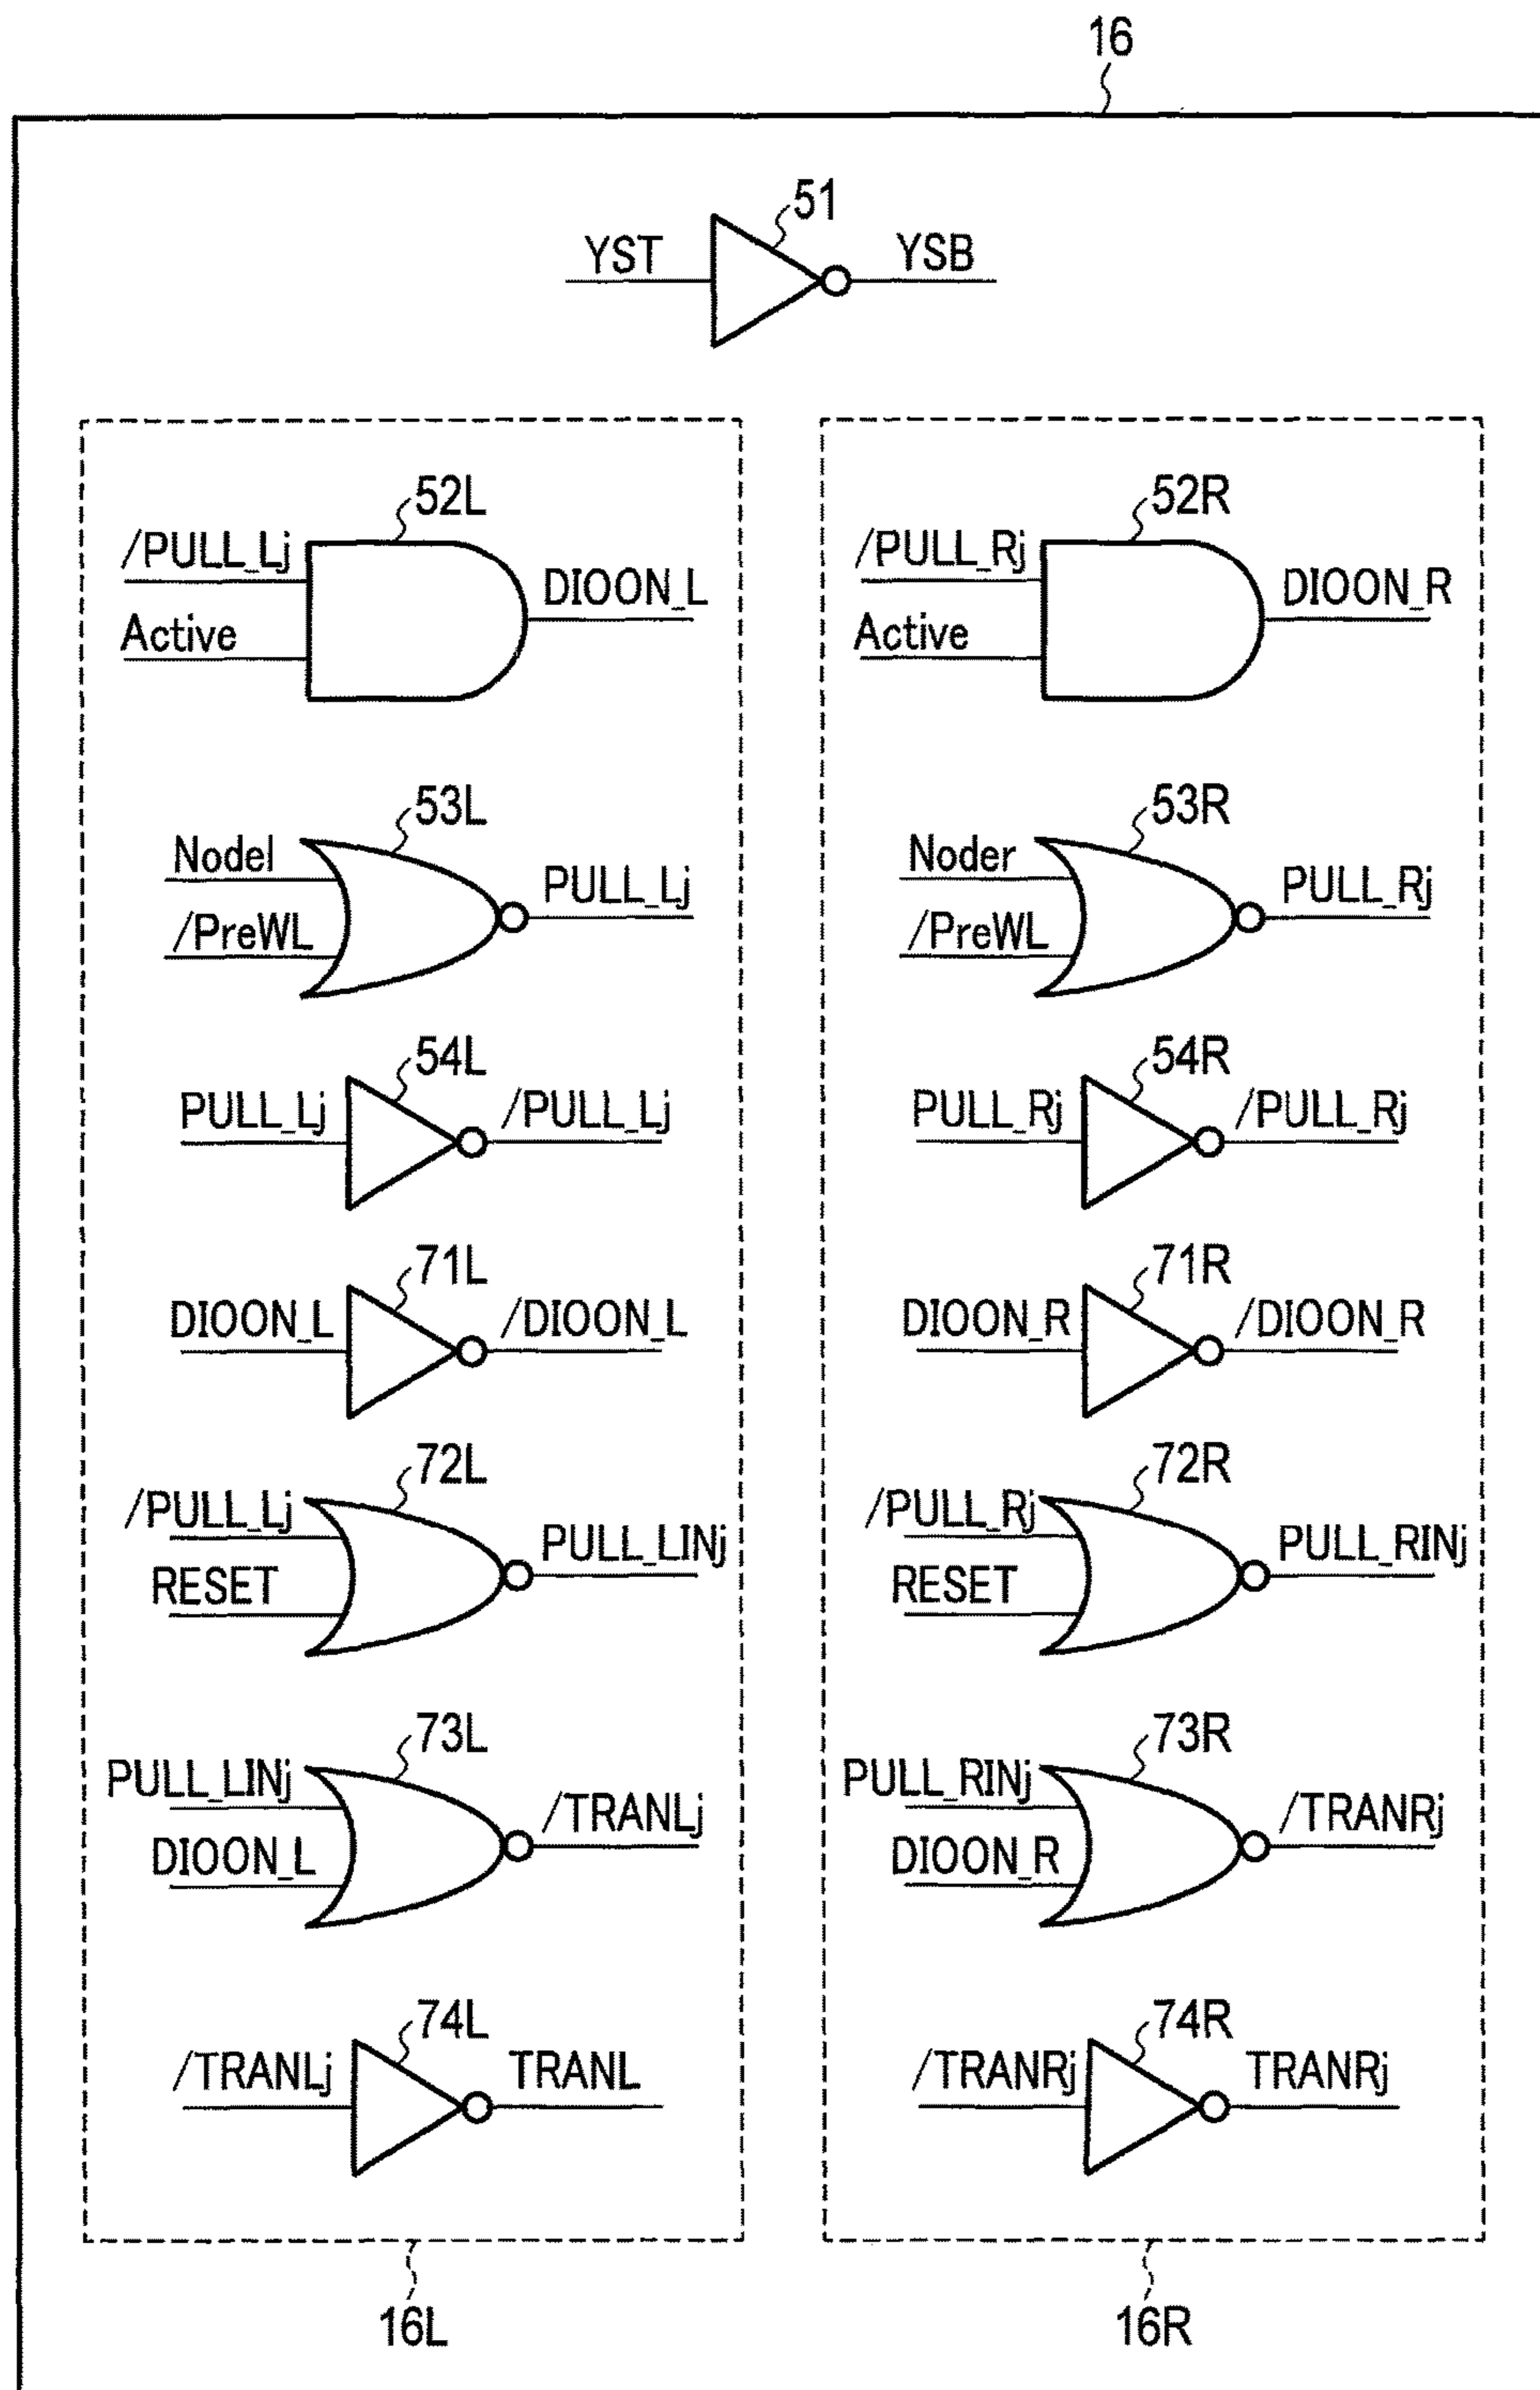 16
51
YST
YSB
52L
/PULL_Lj
DIOON_L
Active
53L
Nodel
PULL_Lj
/PreWL
54L
PULL_Lj
/PULL_Lj
71L
DIOON_L
/DIOON_L
72L
/PULL_Lj
PULL_LINj
RESET
73L
PULL_LINj
/TRANLj
DIOON_L
74L
/TRANLj
TRANL
16L
52R
/PULL_Rj
DIOON_R
Active
53R
Noder
PULL_Rj
/PreWL
54R
PULL_Rj
/PULL_Rj
71R
DIOON_R
/DIOON_R
72R
/PULL_Rj
PULL_RINj
RESET
73R
PULL_RINj
/TRANRj
DIOON_R
74R
/TRANRj
TRANRj
16R